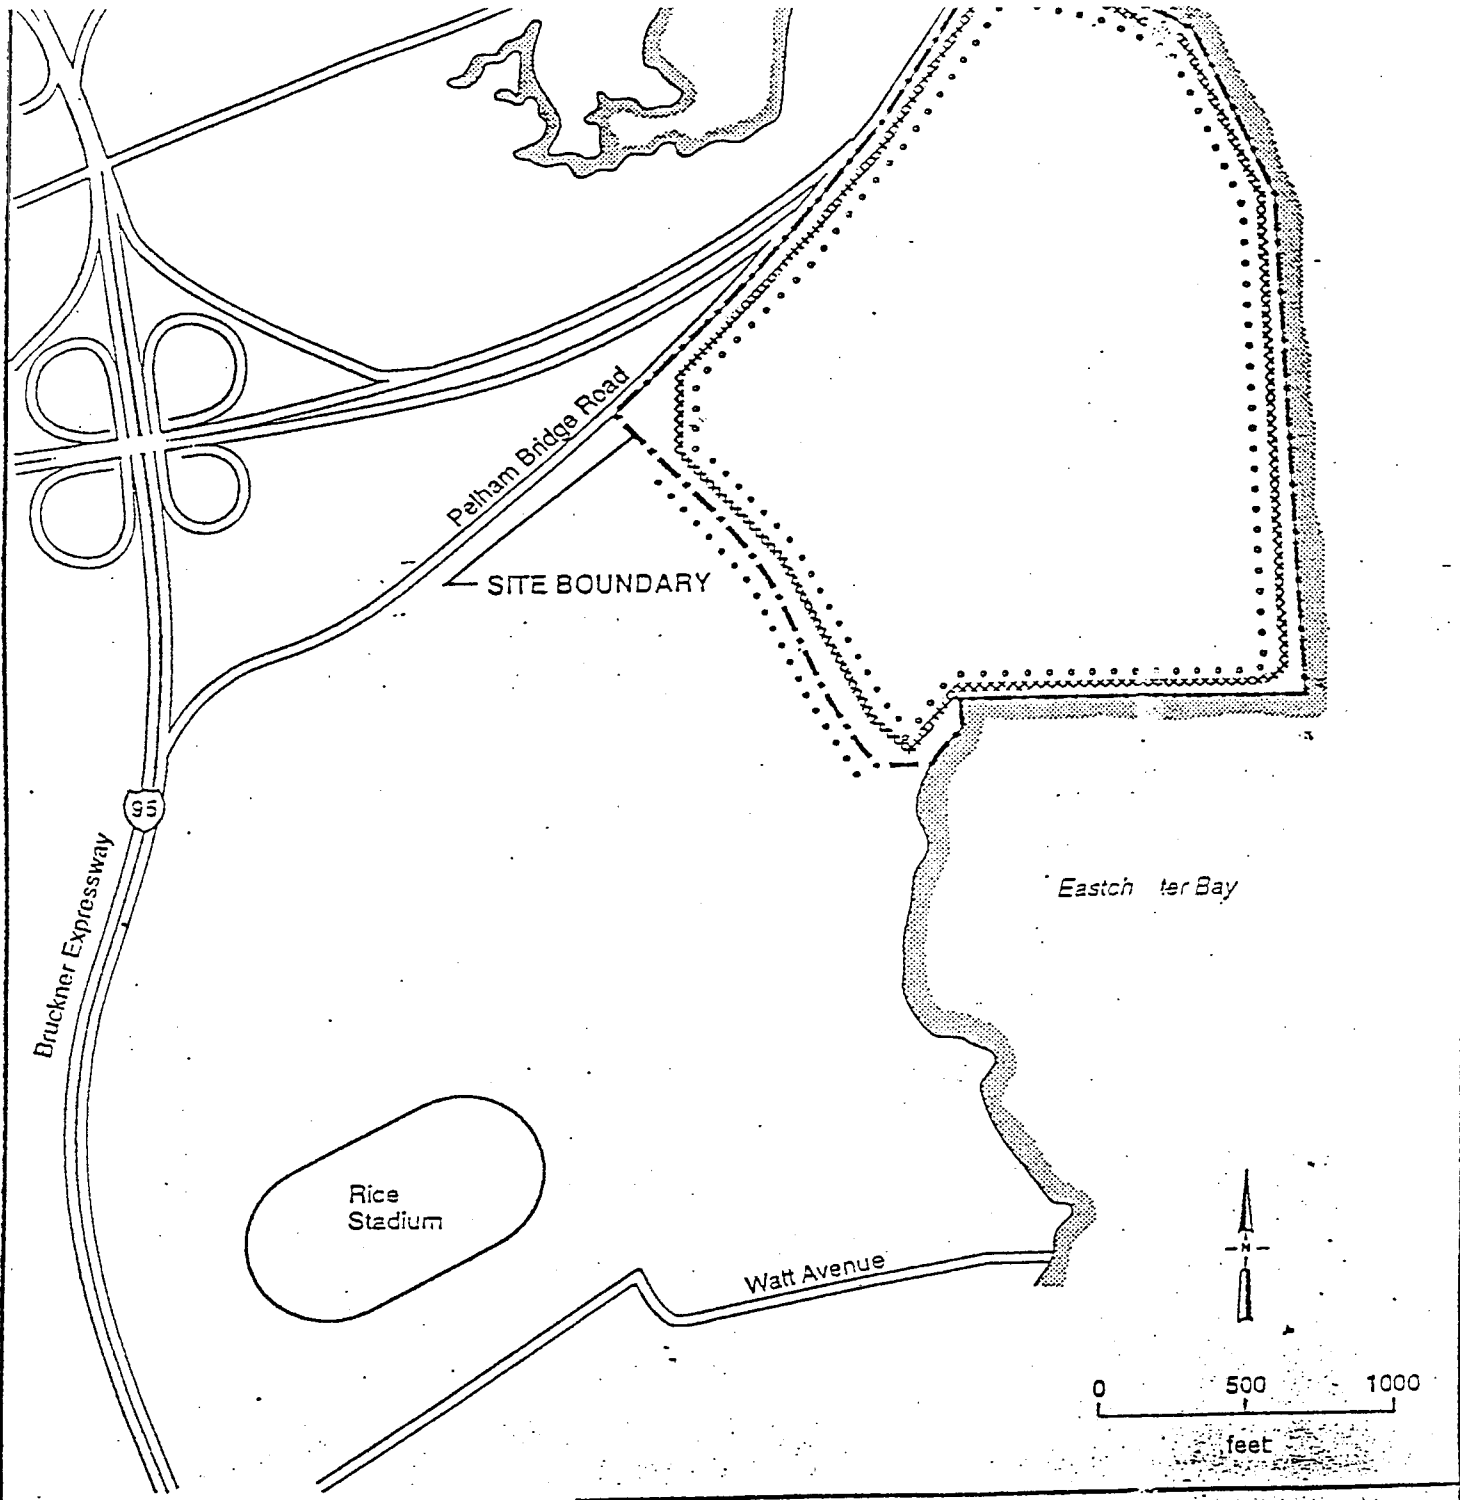 Pelham Bridge Road
SITE BOUNDARY
95
Bruckner Expressway
Eastch ter Bay
Rice
Stadium
Watt Avenue
N
0 500 1000
feet